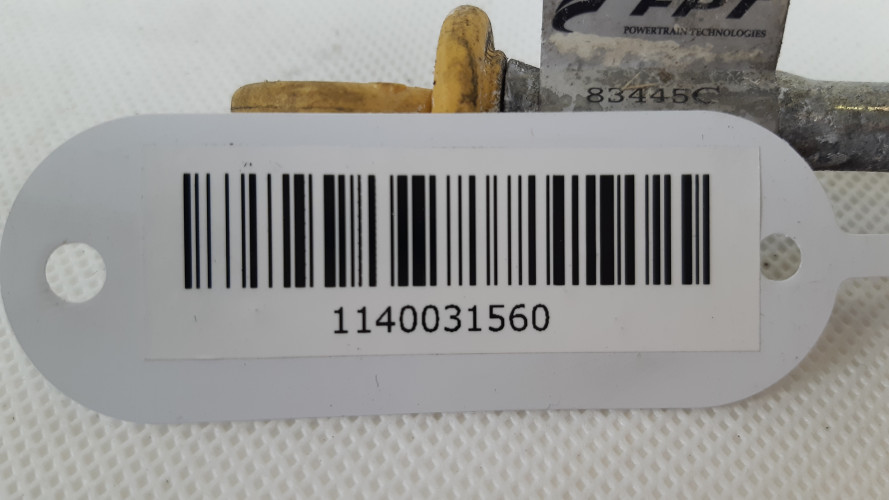 FPT
POWERTRAIN TECHNOLOGIES
83445C
1140031560